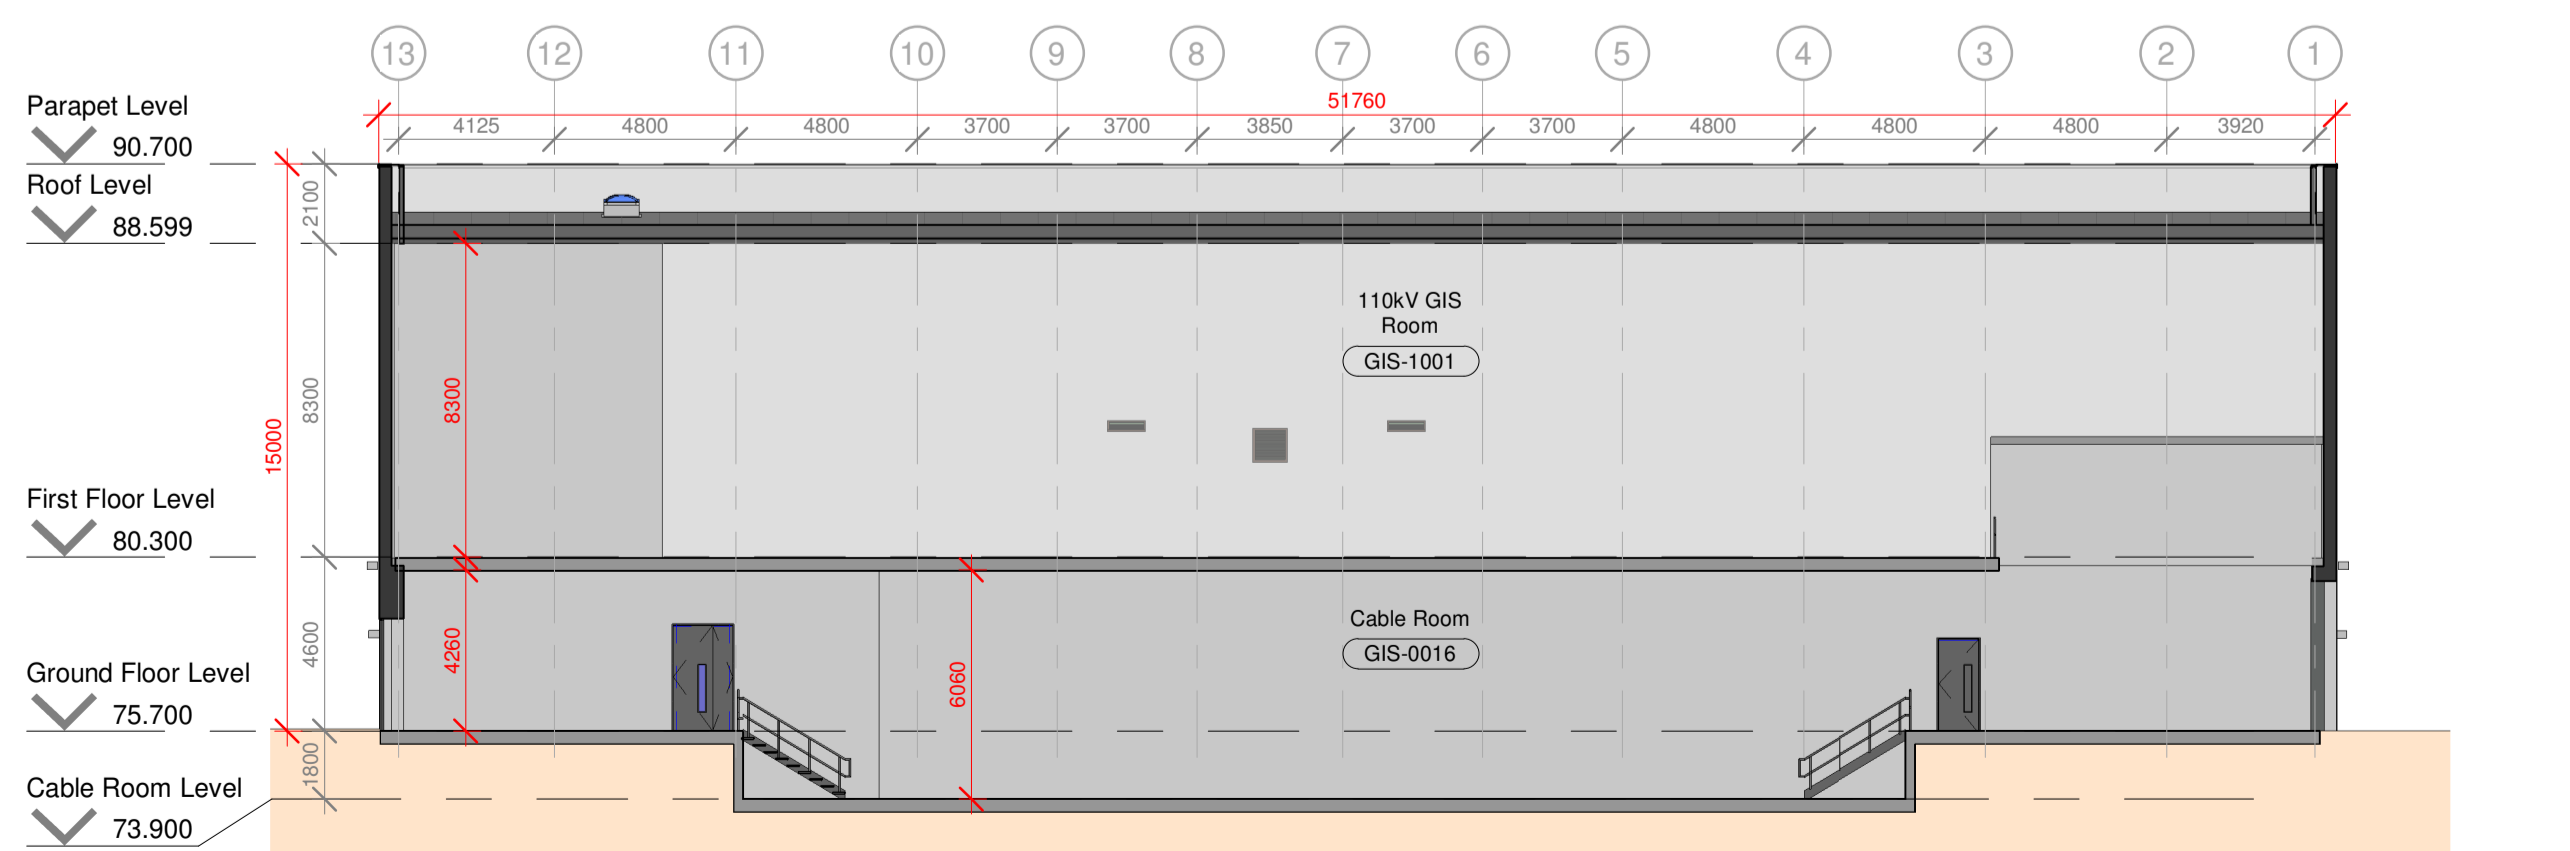 13 12 11 10 9 8 7 6 5 4 3 2 1
51760
4125 4800 4800 3700 3700 3850 3700 3700 4800 4800 4800 3920
Parapet Level
90.700
Roof Level
88.599
2100
110kV GIS
Room
GIS-1001
8300
8300
15000
First Floor Level
80.300
Cable Room
GIS-0016
4600
4260
6060
Ground Floor Level
75.700
1800
Cable Room Level
73.900